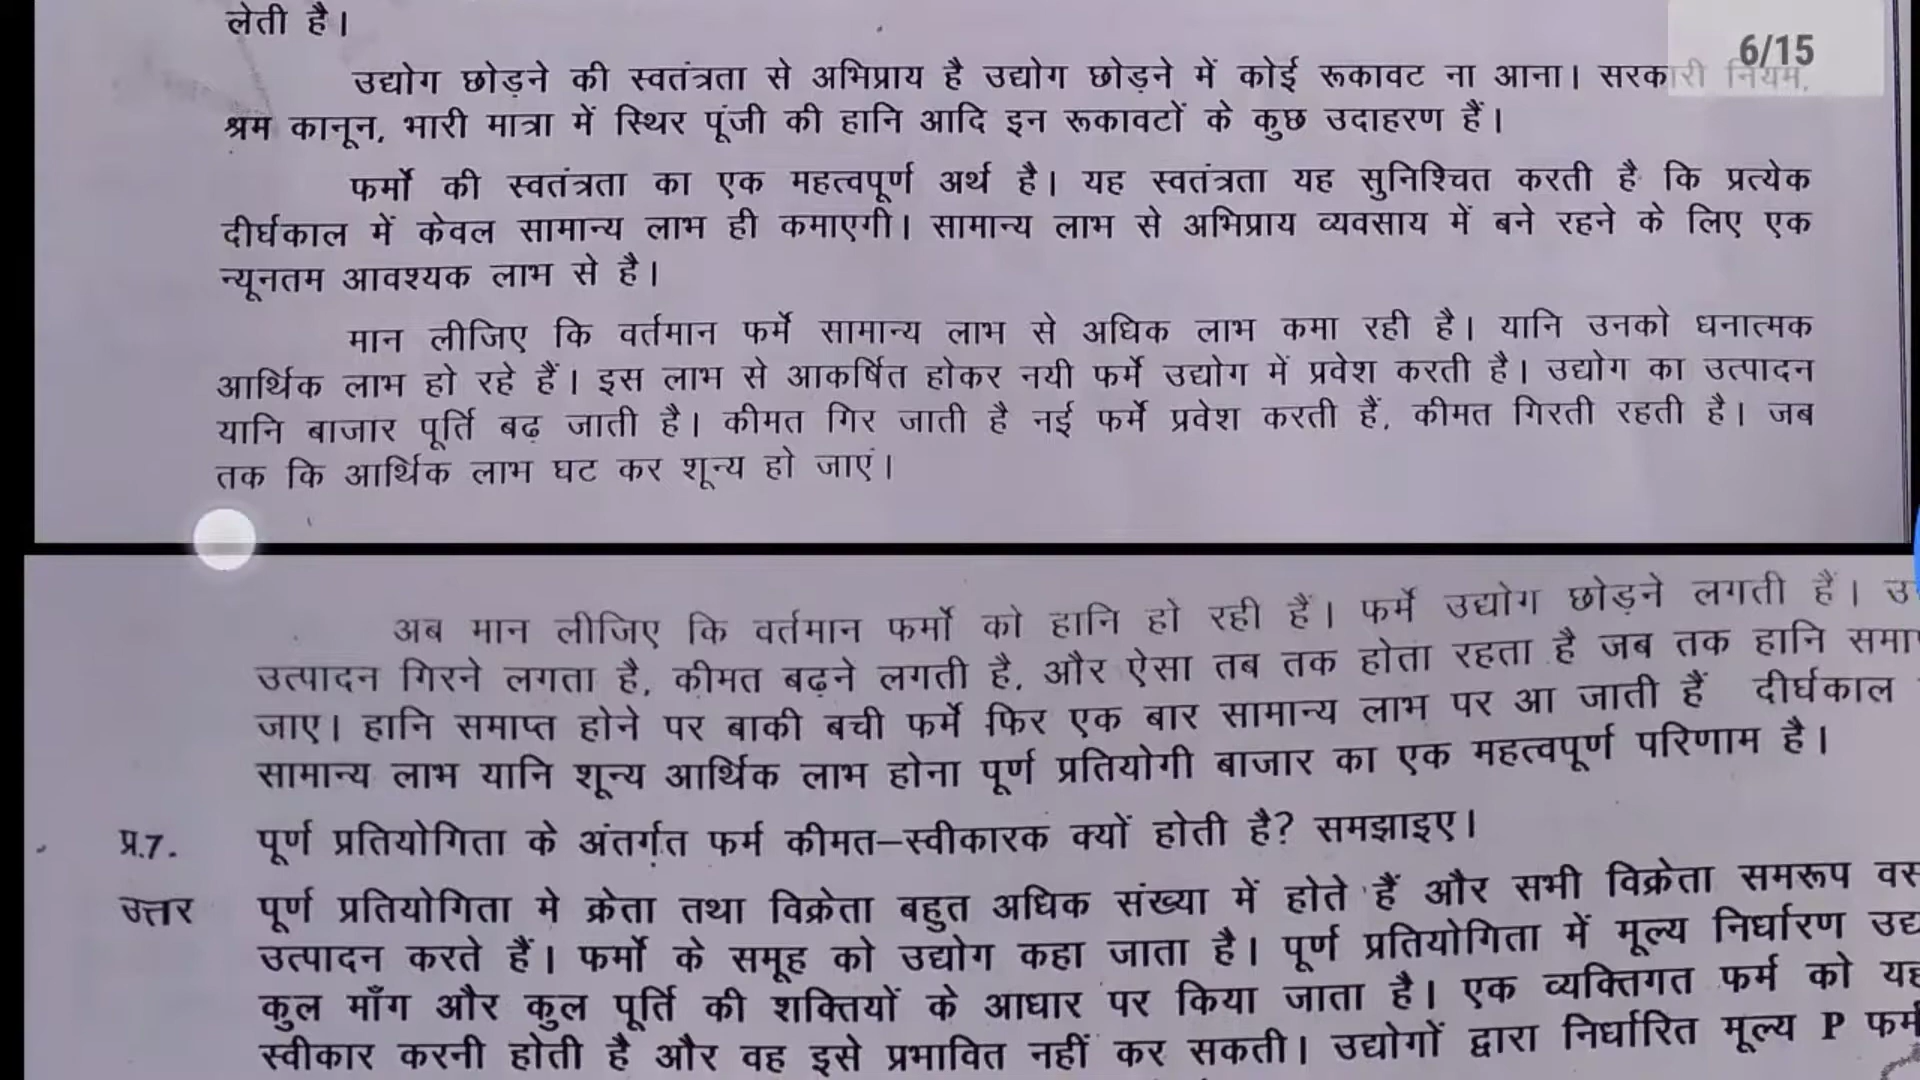 लेती है।
6/15
उद्योग छोड़ने की स्वतंत्रता से अभिप्राय है उद्योग छोड़ने में कोई रूकावट ना आना। सरकारी नियम,
श्रम कानून, भारी मात्रा में स्थिर पूंजी की हानि आदि इन रूकावटों के कुछ उदाहरण हैं।
फर्मो की स्वतंत्रता का एक महत्वपूर्ण अर्थ है। यह स्वतंत्रता यह सुनिश्चित करती है कि प्रत्येक
दीर्घकाल में केवल सामान्य लाभ ही कमाएगी। सामान्य लाभ से अभिप्राय व्यवसाय में बने रहने के लिए एक
न्यूनतम आवश्यक लाभ से है।
मान लीजिए कि वर्तमान फर्मे सामान्य लाभ से अधिक लाभ कमा रही है। यानि उनको धनात्मक
आर्थिक लाभ हो रहे हैं। इस लाभ से आकर्षित होकर नयी फर्मे उद्योग में प्रवेश करती है। उद्योग का उत्पादन
यानि बाजार पूर्ति बढ़ जाती है। कीमत गिर जाती है नई फर्मे प्रवेश करती हैं, कीमत गिरती रहती है। जब
तक कि आर्थिक लाभ घट कर शून्य हो जाएं।
अब मान लीजिए कि वर्तमान फर्मो को हानि हो रही हैं। फर्मे उद्योग छोड़ने लगती हैं।
उत्पादन गिरने लगता है, कीमत बढ़ने लगती है, और ऐसा तब तक होता रहता है जब तक हानि
जाए। हानि समाप्त होने पर बाकी बची फर्मे फिर एक बार सामान्य लाभ पर आ जाती हैं दीर्घकाल
सामान्य लाभ यानि शून्य आर्थिक लाभ होना पूर्ण प्रतियोगी बाजार का एक महत्वपूर्ण परिणाम है।
प्र.7. पूर्ण प्रतियोगिता के अंतर्गत फर्म कीमत–स्वीकारक क्यों होती है? समझाइए।
उत्तर पूर्ण प्रतियोगिता मे क्रेता तथा विक्रेता बहुत अधिक संख्या में होते हैं और सभी विक्रेता समरूप
उत्पादन करते हैं। फर्मो के समूह को उद्योग कहा जाता है। पूर्ण प्रतियोगिता में मूल्य निर्धारण
कुल माँग और कुल पूर्ति की शक्तियों के आधार पर किया जाता है। एक व्यक्तिगत फर्म को
स्वीकार करनी होती है और वह इसे प्रभावित नहीं कर सकती। उद्योगों द्वारा निर्धारित मूल्य P फर्म